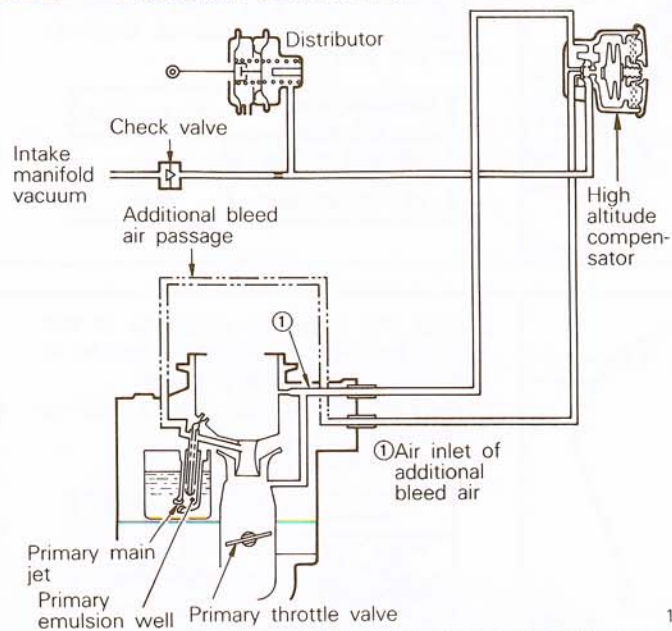 Distributor
Check valve
Intake
manifold
vacuum
Additional bleed
air passage
High
altitude
compen-
sator
①
①Air inlet of
additional
bleed air
Primary main
jet
Primary
emulsion well
Primary throttle valve
1